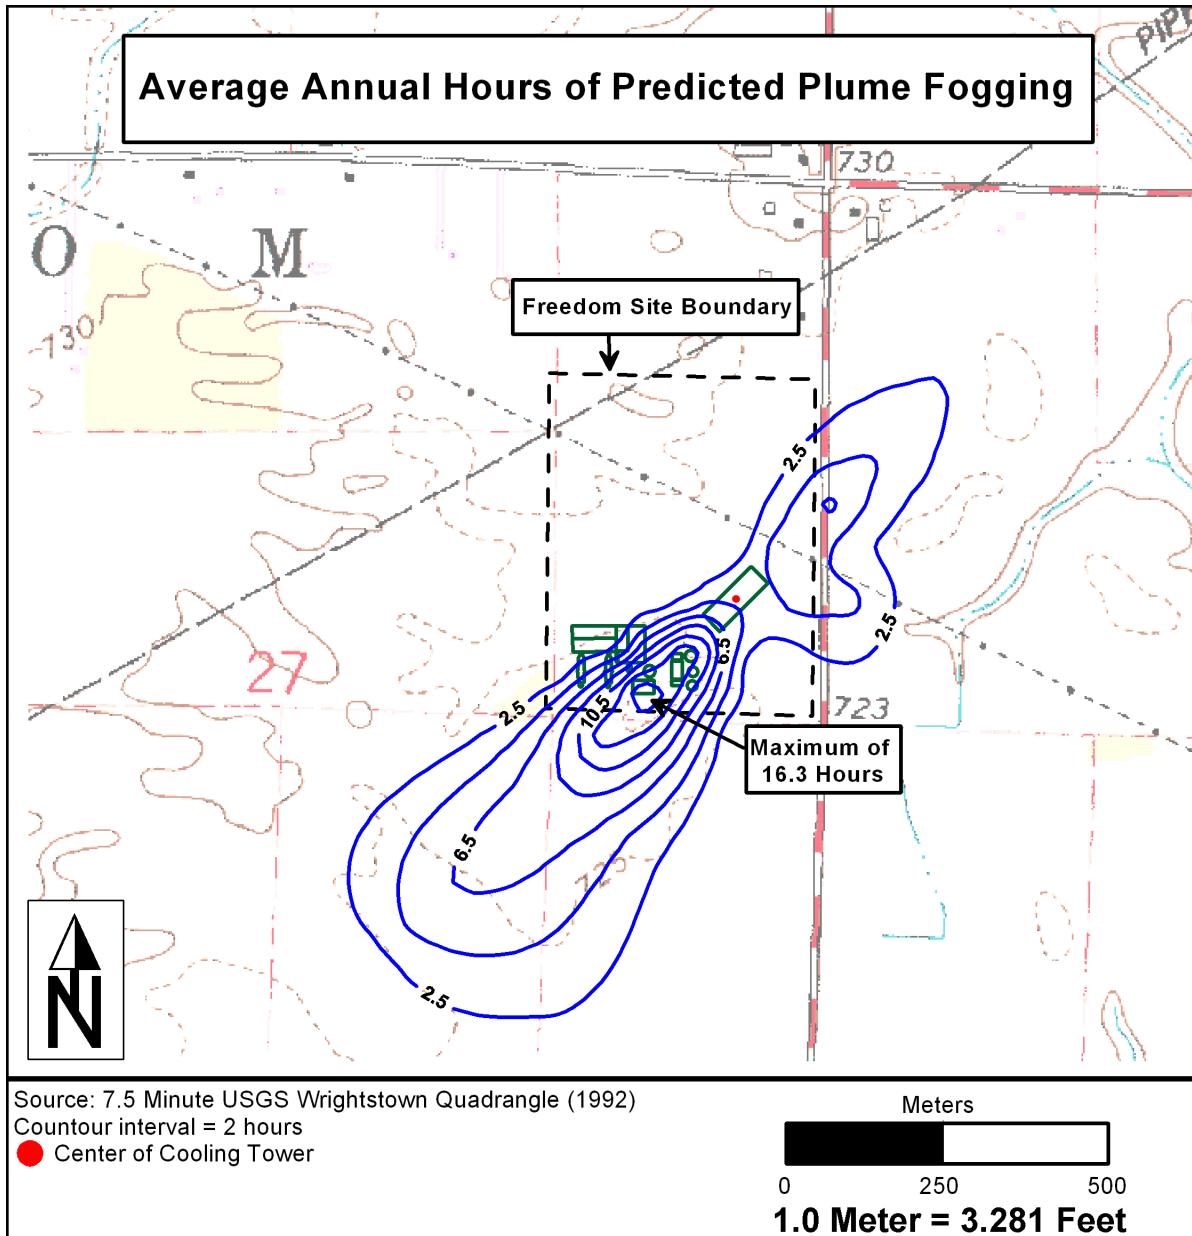 PIP
Average Annual Hours of Predicted Plume Fogging
730
O M
Freedom Site Boundary
730
2.5
2.5
6.5
27
2.5
10.5
723
Maximum of
16.3 Hours
6.5
725
2.5
N
Source: 7.5 Minute USGS Wrightstown Quadrangle (1992)
Countour interval = 2 hours
Center of Cooling Tower
Meters
0 250 500
1.0 Meter = 3.281 Feet